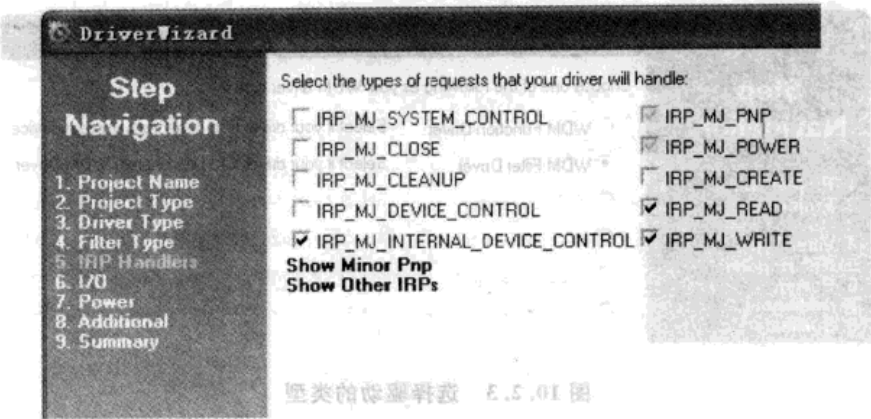 DriverWizard
Step
Navigation
1. Project Name
2. Project Type
3. Driver Type
4. Filter Type
5. IRP Handlers
6. I/O
7. Power
8. Additional
9. Summary
Select the types of requests that your driver will handle:
IRP_MJ_SYSTEM_CONTROL
IRP_MJ_CLOSE
IRP_MJ_CLEANUP
IRP_MJ_DEVICE_CONTROL
IRP_MJ_INTERNAL_DEVICE_CONTROL
IRP_MJ_PNP
IRP_MJ_POWER
IRP_MJ_CREATE
IRP_MJ_READ
IRP_MJ_WRITE
Show Minor Pnp
Show Other IRPs
图 10.2.3 选择驱动的类型